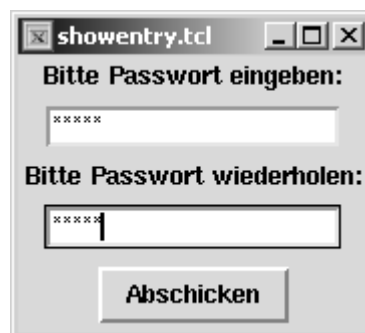 showentry.tcl
Bitte Passwort eingeben:
*****
Bitte Passwort wiederholen:
*****
Abschicken